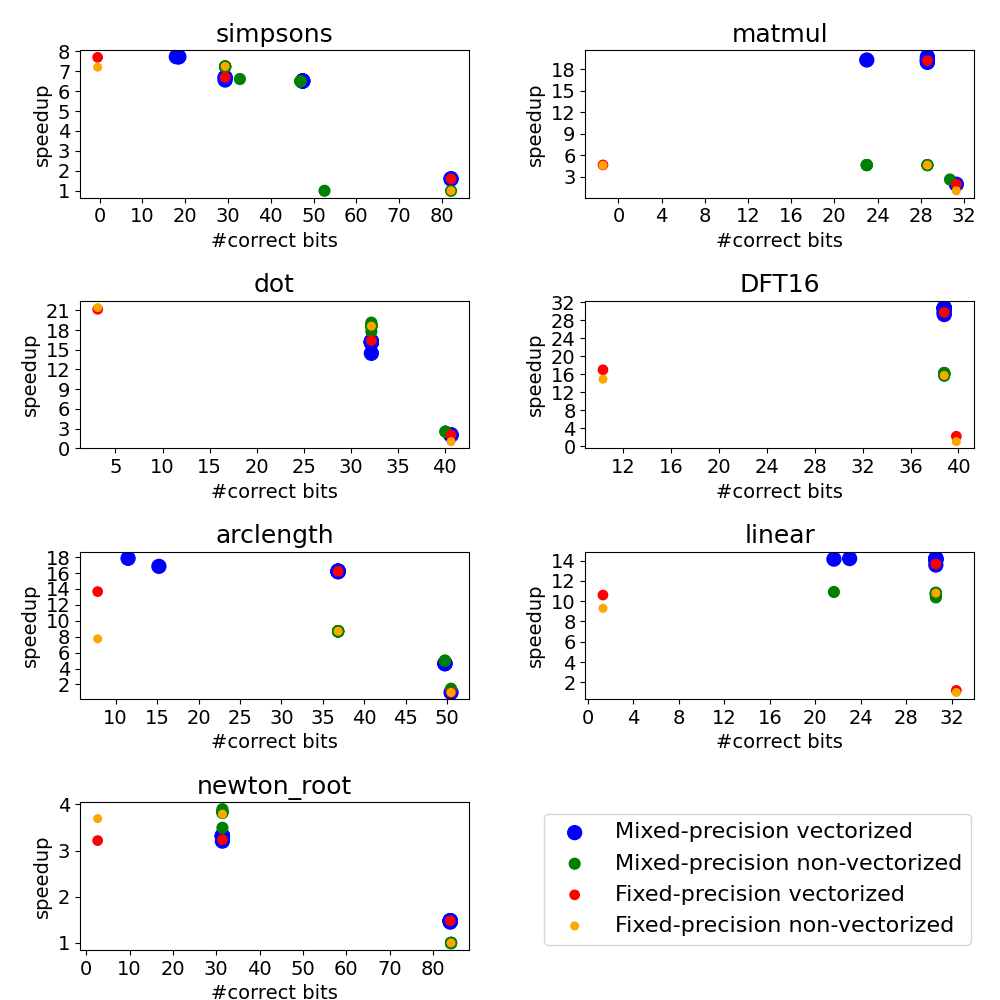 simpsons
8
7
6
5
4
3
2
1
speedup
0 10 20 30 40 50 60 70 80
#correct bits
matmul
18
15
12
9
6
3
speedup
0 4 8 12 16 20 24 28 32
#correct bits
dot
21
18
15
12
9
6
3
0
speedup
5 10 15 20 25 30 35 40
#correct bits
DFT16
32
28
24
20
16
12
8
4
0
speedup
12 16 20 24 28 32 36 40
#correct bits
arclength
18
16
14
12
10
8
6
4
2
speedup
10 15 20 25 30 35 40 45 50
#correct bits
linear
14
12
10
8
6
4
2
speedup
0 4 8 12 16 20 24 28 32
#correct bits
newton_root
4
3
2
1
speedup
0 10 20 30 40 50 60 70 80
#correct bits
Mixed-precision vectorized
Mixed-precision non-vectorized
Fixed-precision vectorized
Fixed-precision non-vectorized